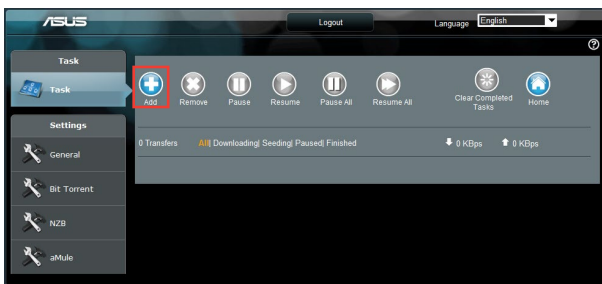 ASUS
Logout
Language English
Task
Task
Settings
General
Bit Torrent
NZB
aMule
Add Remove Pause Resume Pause All Resume All Clear Completed Tasks Home
0 Transfers All| Downloading| Seeding| Paused| Finished 0 KBps 0 KBps